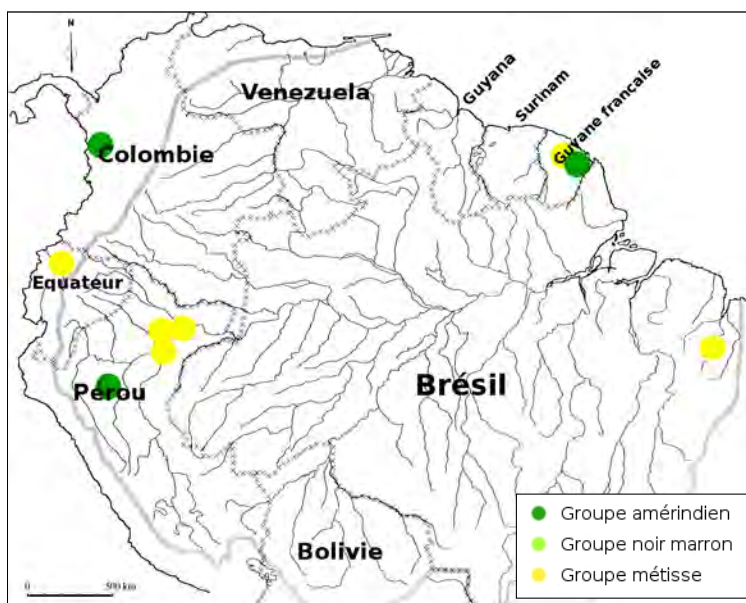 N
Venezuela
Guyana
Surinam
Guyane francaise
Colombie
Equateur
Pérou
Brésil
Bolivie
0 500 km
Groupe amérindien
Groupe noir marron
Groupe métisse